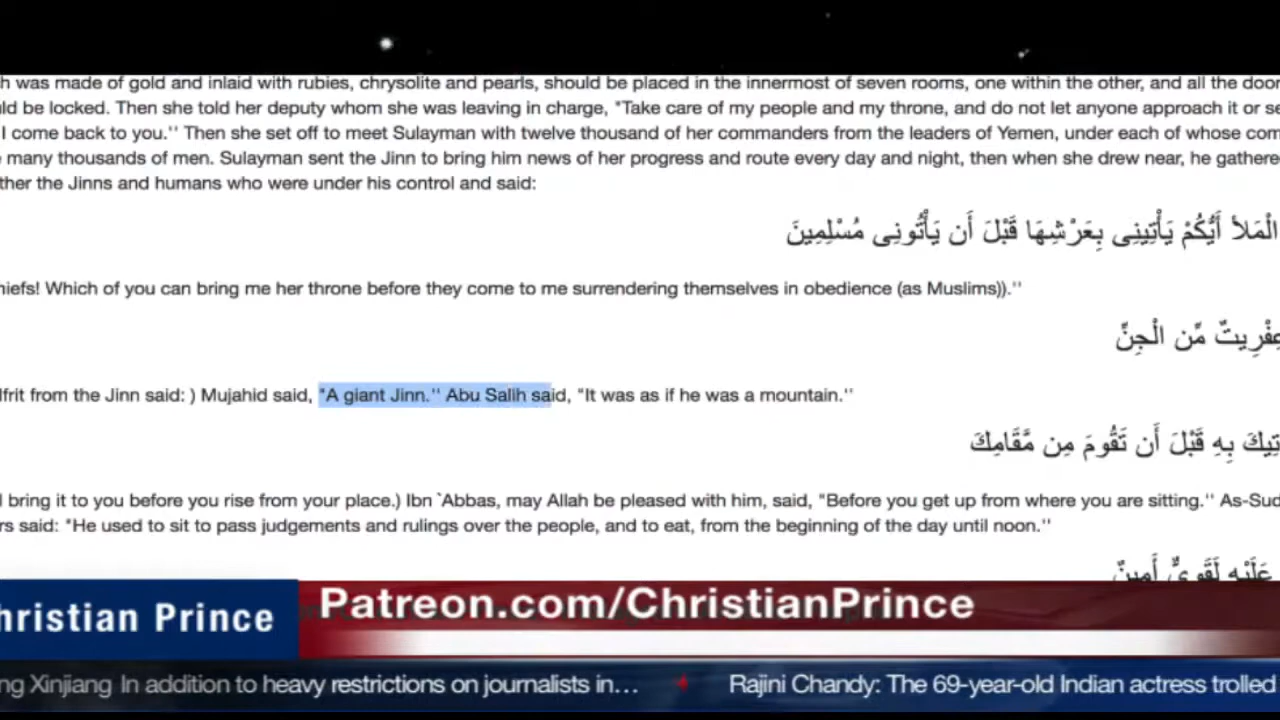 h was made of gold and inlaid with rubies, chrysolite and pearls, should be placed in the innermost of seven rooms, one within the other, and all the door
uld be locked. Then she told her deputy whom she was leaving in charge, "Take care of my people and my throne, and do not let anyone approach it or se
I come back to you.'' Then she set off to meet Sulayman with twelve thousand of her commanders from the leaders of Yemen, under each of whose com
many thousands of men. Sulayman sent the Jinn to bring him news of her progress and route every day and night, then when she drew near, he gathere
ther the Jinns and humans who were under his control and said:
الْمَلأ أَيُّكُمْ يَأْتِينِى بِعَرْشِهَا قَبْلَ أَن يَأْتُونِى مُسْلِمِينَ
hiefs! Which of you can bring me her throne before they come to me surrendering themselves in obedience (as Muslims)).''
عِفْرِيتٌ مِّن الْجِنِّ
Ifrit from the Jinn said: ) Mujahid said, "A giant Jinn.'' Abu Salih said, "It was as if he was a mountain.''
تِيكَ بِهِ قَبْلَ أَن تَقُومَ مِن مَّقَامِكَ
l bring it to you before you rise from your place.) Ibn `Abbas, may Allah be pleased with him, said, "Before you get up from where you are sitting.'' As-Sud
rs said: "He used to sit to pass judgements and rulings over the people, and to eat, from the beginning of the day until noon.''
عَلَيْهِ لَقَوِىٌّ أَمِينٌ
hristian Prince
Patreon.com/ChristianPrince
ng Xinjiang In addition to heavy restrictions on journalists in… Rajini Chandy: The 69-year-old Indian actress trolled